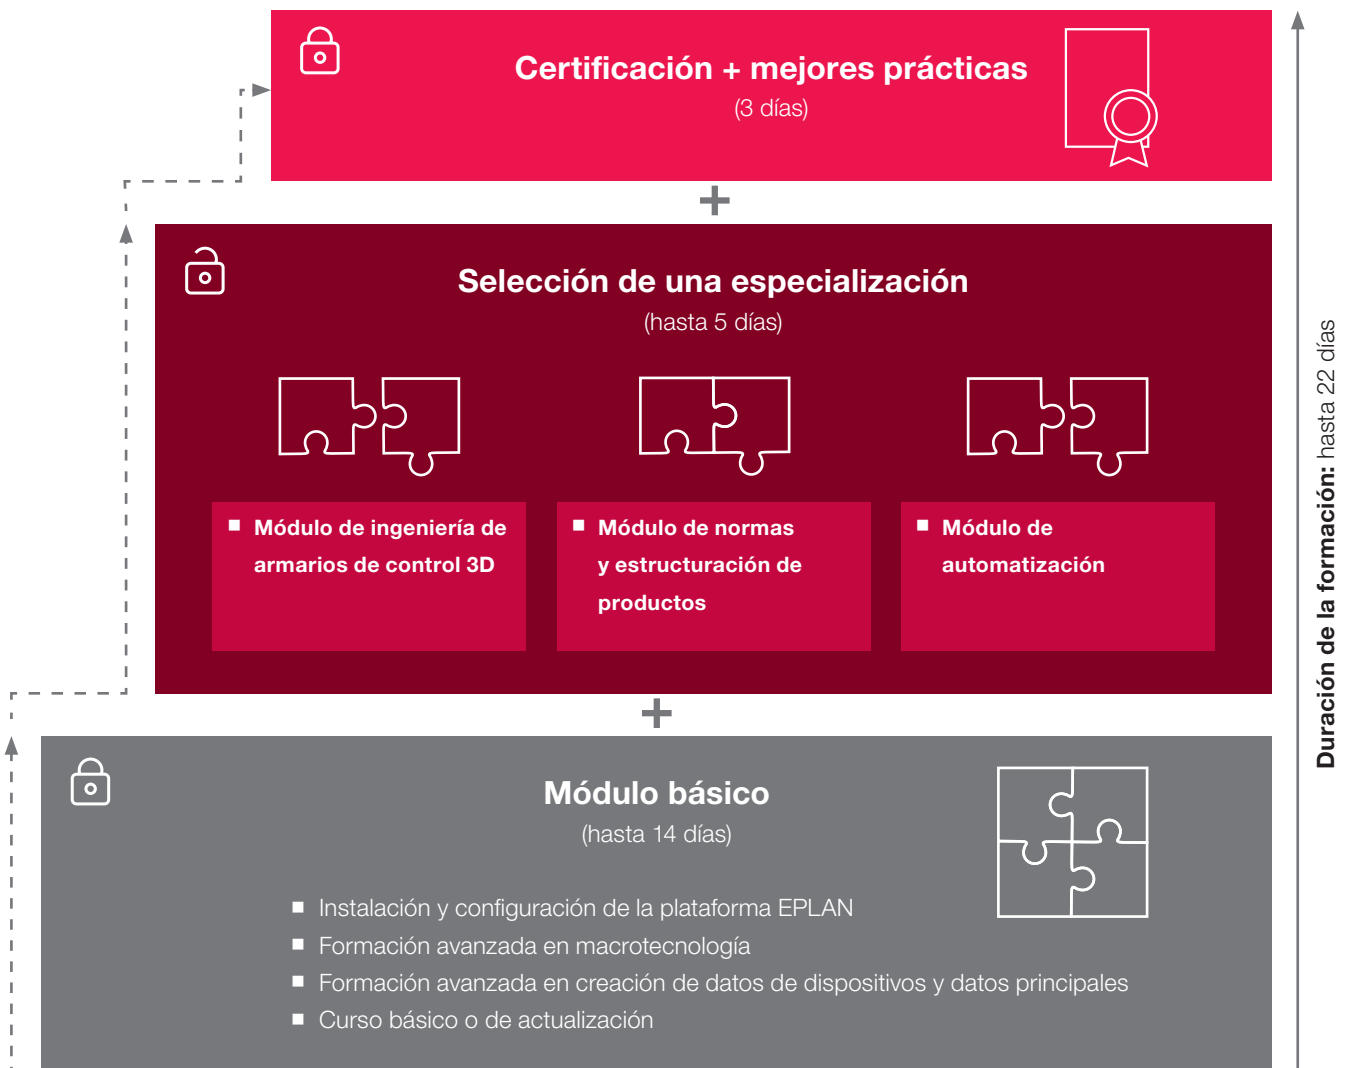 Certificación + mejores prácticas
(3 días)
Selección de una especialización
(hasta 5 días)
Módulo de ingeniería de
armarios de control 3D
Módulo de normas
y estructuración de
productos
Módulo de
automatización
Módulo básico
(hasta 14 días)
Instalación y configuración de la plataforma EPLAN
Formación avanzada en macrotecnología
Formación avanzada en creación de datos de dispositivos y datos principales
Curso básico o de actualización
Duración de la formación: hasta 22 días